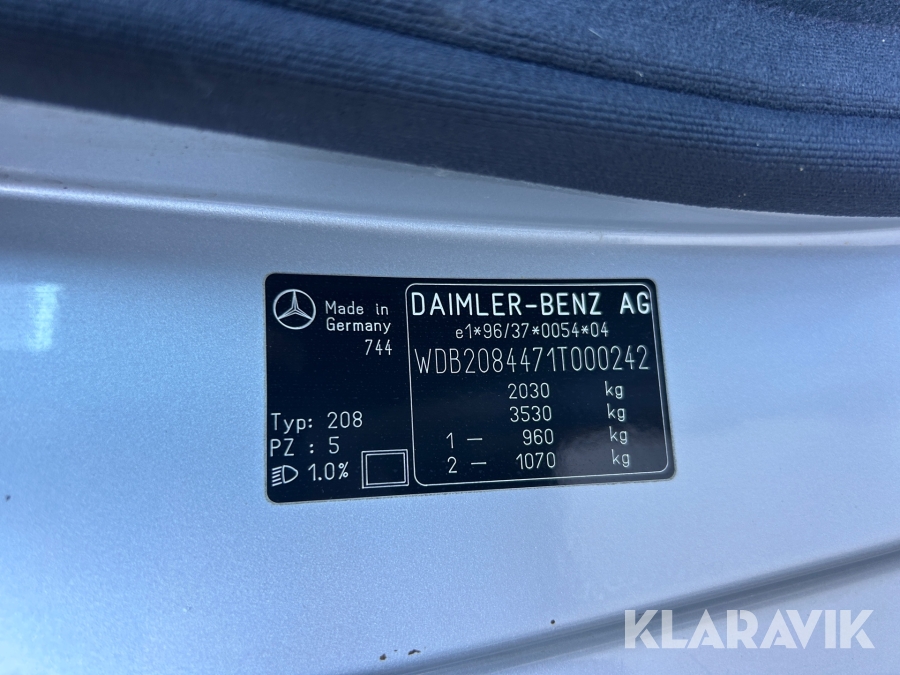 Made in
Germany
744
Typ: 208
PZ : 5
1.0%
DAIMLER-BENZ AG
e1*96/37*0054*04
WDB2084471T000242
2030 kg
3530 kg
1 – 960 kg
2 – 1070 kg
KLARAVIK